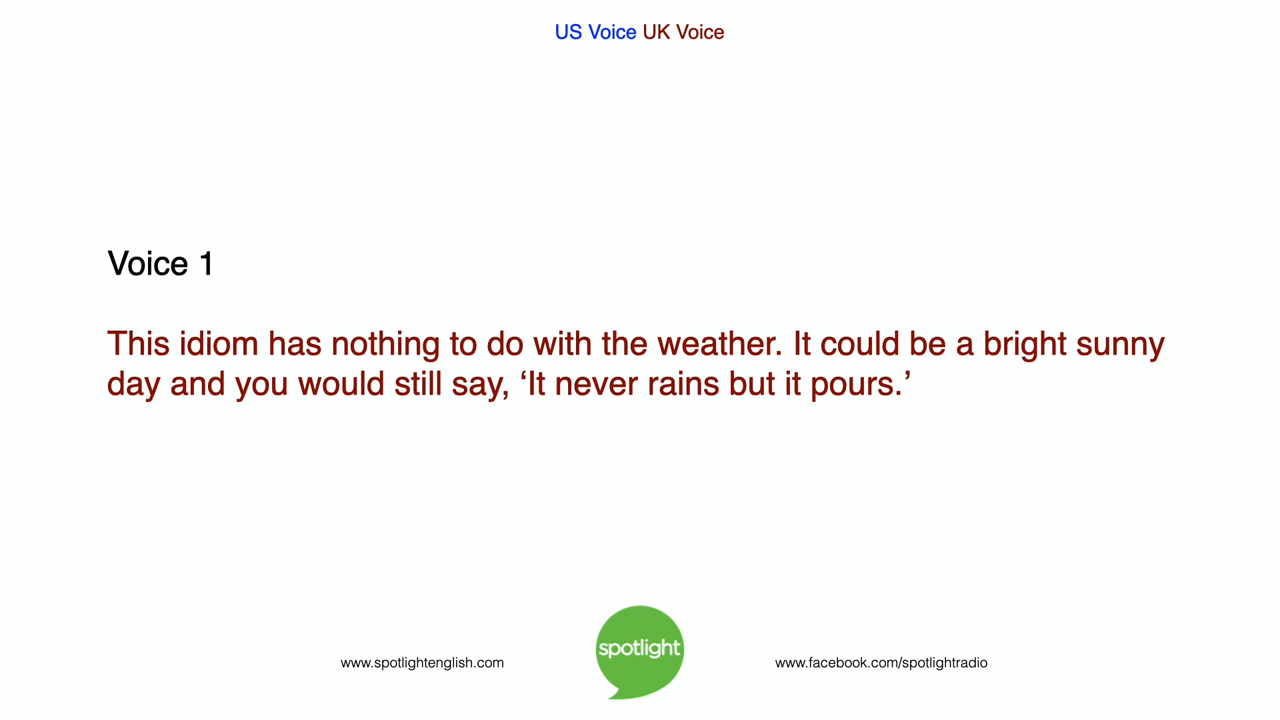 US Voice UK Voice
Voice 1
This idiom has nothing to do with the weather. It could be a bright sunny
day and you would still say, ‘It never rains but it pours.’
spotlight
www.spotlightenglish.com
www.facebook.com/spotlightradio